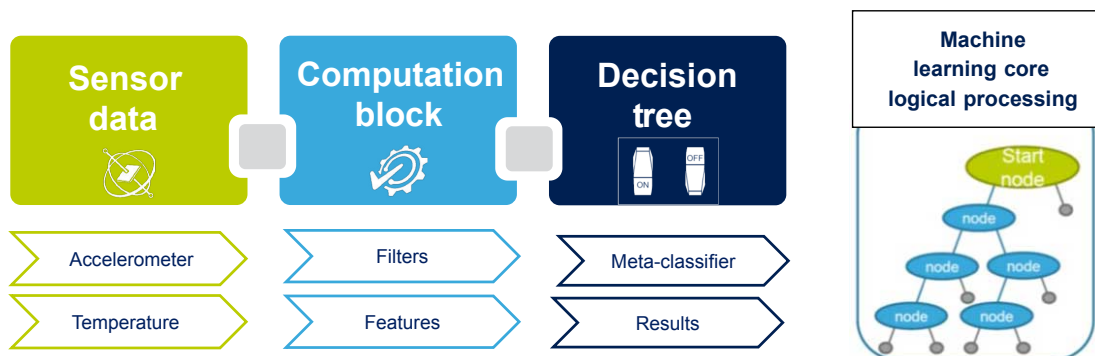 Sensor
data
Computation
block
Decision
tree
ON
OFF
Accelerometer
Temperature
Filters
Features
Meta-classifier
Results
Machine
learning core
logical processing
Start
node
node
node
node
node
node